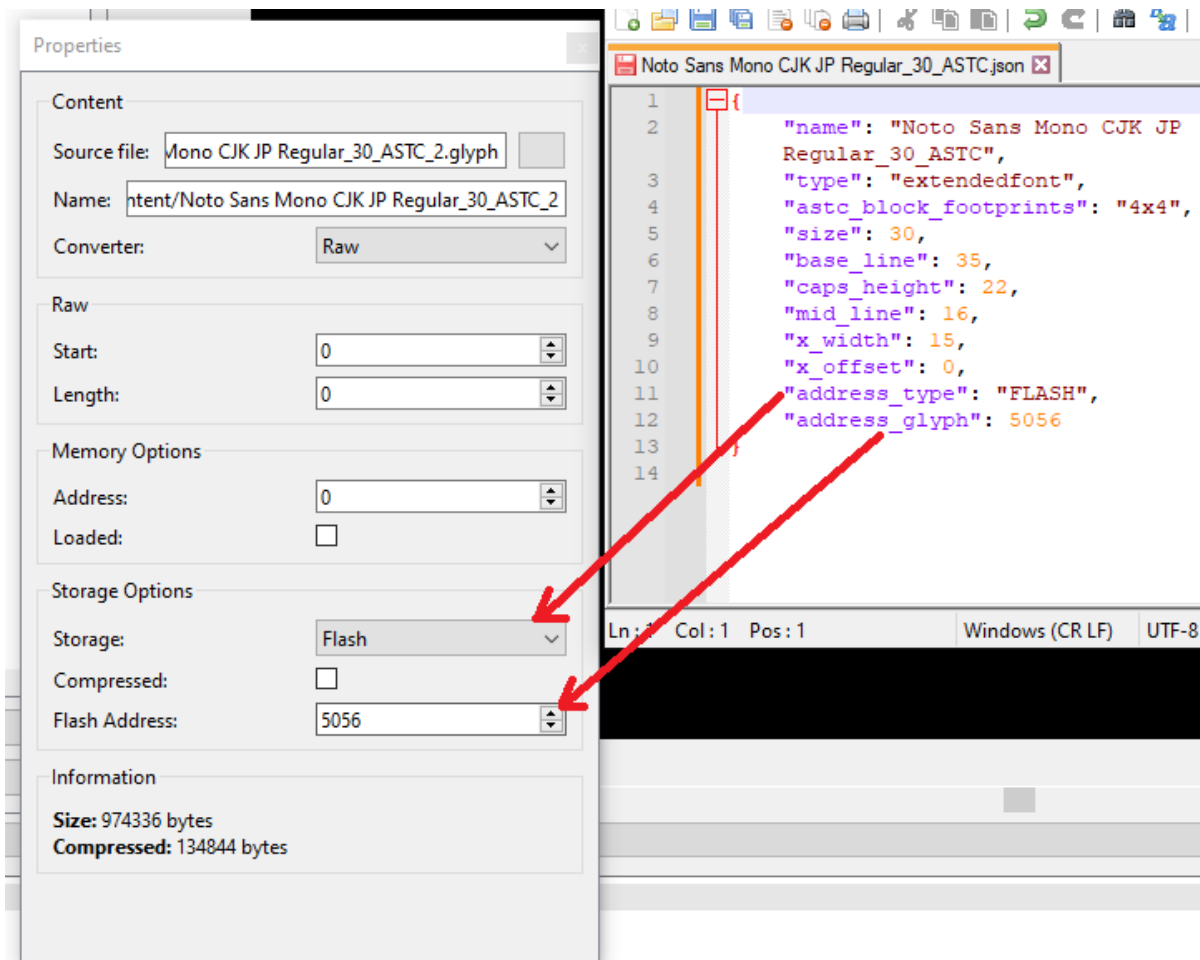 Properties
x
Content
Source file: Mono CJK JP Regular_30_ASTC_2.glyph
Name: ntent/Noto Sans Mono CJK JP Regular_30_ASTC_2
Converter: Raw
Raw
Start: 0
Length: 0
Memory Options
Address: 0
Loaded:
Storage Options
Storage: Flash
Compressed:
Flash Address: 5056
Information
Size: 974336 bytes
Compressed: 134844 bytes
Noto Sans Mono CJK JP Regular_30_ASTC.json
1 {
2 "name": "Noto Sans Mono CJK JP
Regular_30_ASTC",
3 "type": "extendedfont",
4 "astc_block_footprints": "4x4",
5 "size": 30,
6 "base_line": 35,
7 "caps_height": 22,
8 "mid_line": 16,
9 "x_width": 15,
10 "x_offset": 0,
11 "address_type": "FLASH",
12 "address_glyph": 5056
13 }
14
Ln : 1 Col : 1 Pos : 1 Windows (CR LF) UTF-8